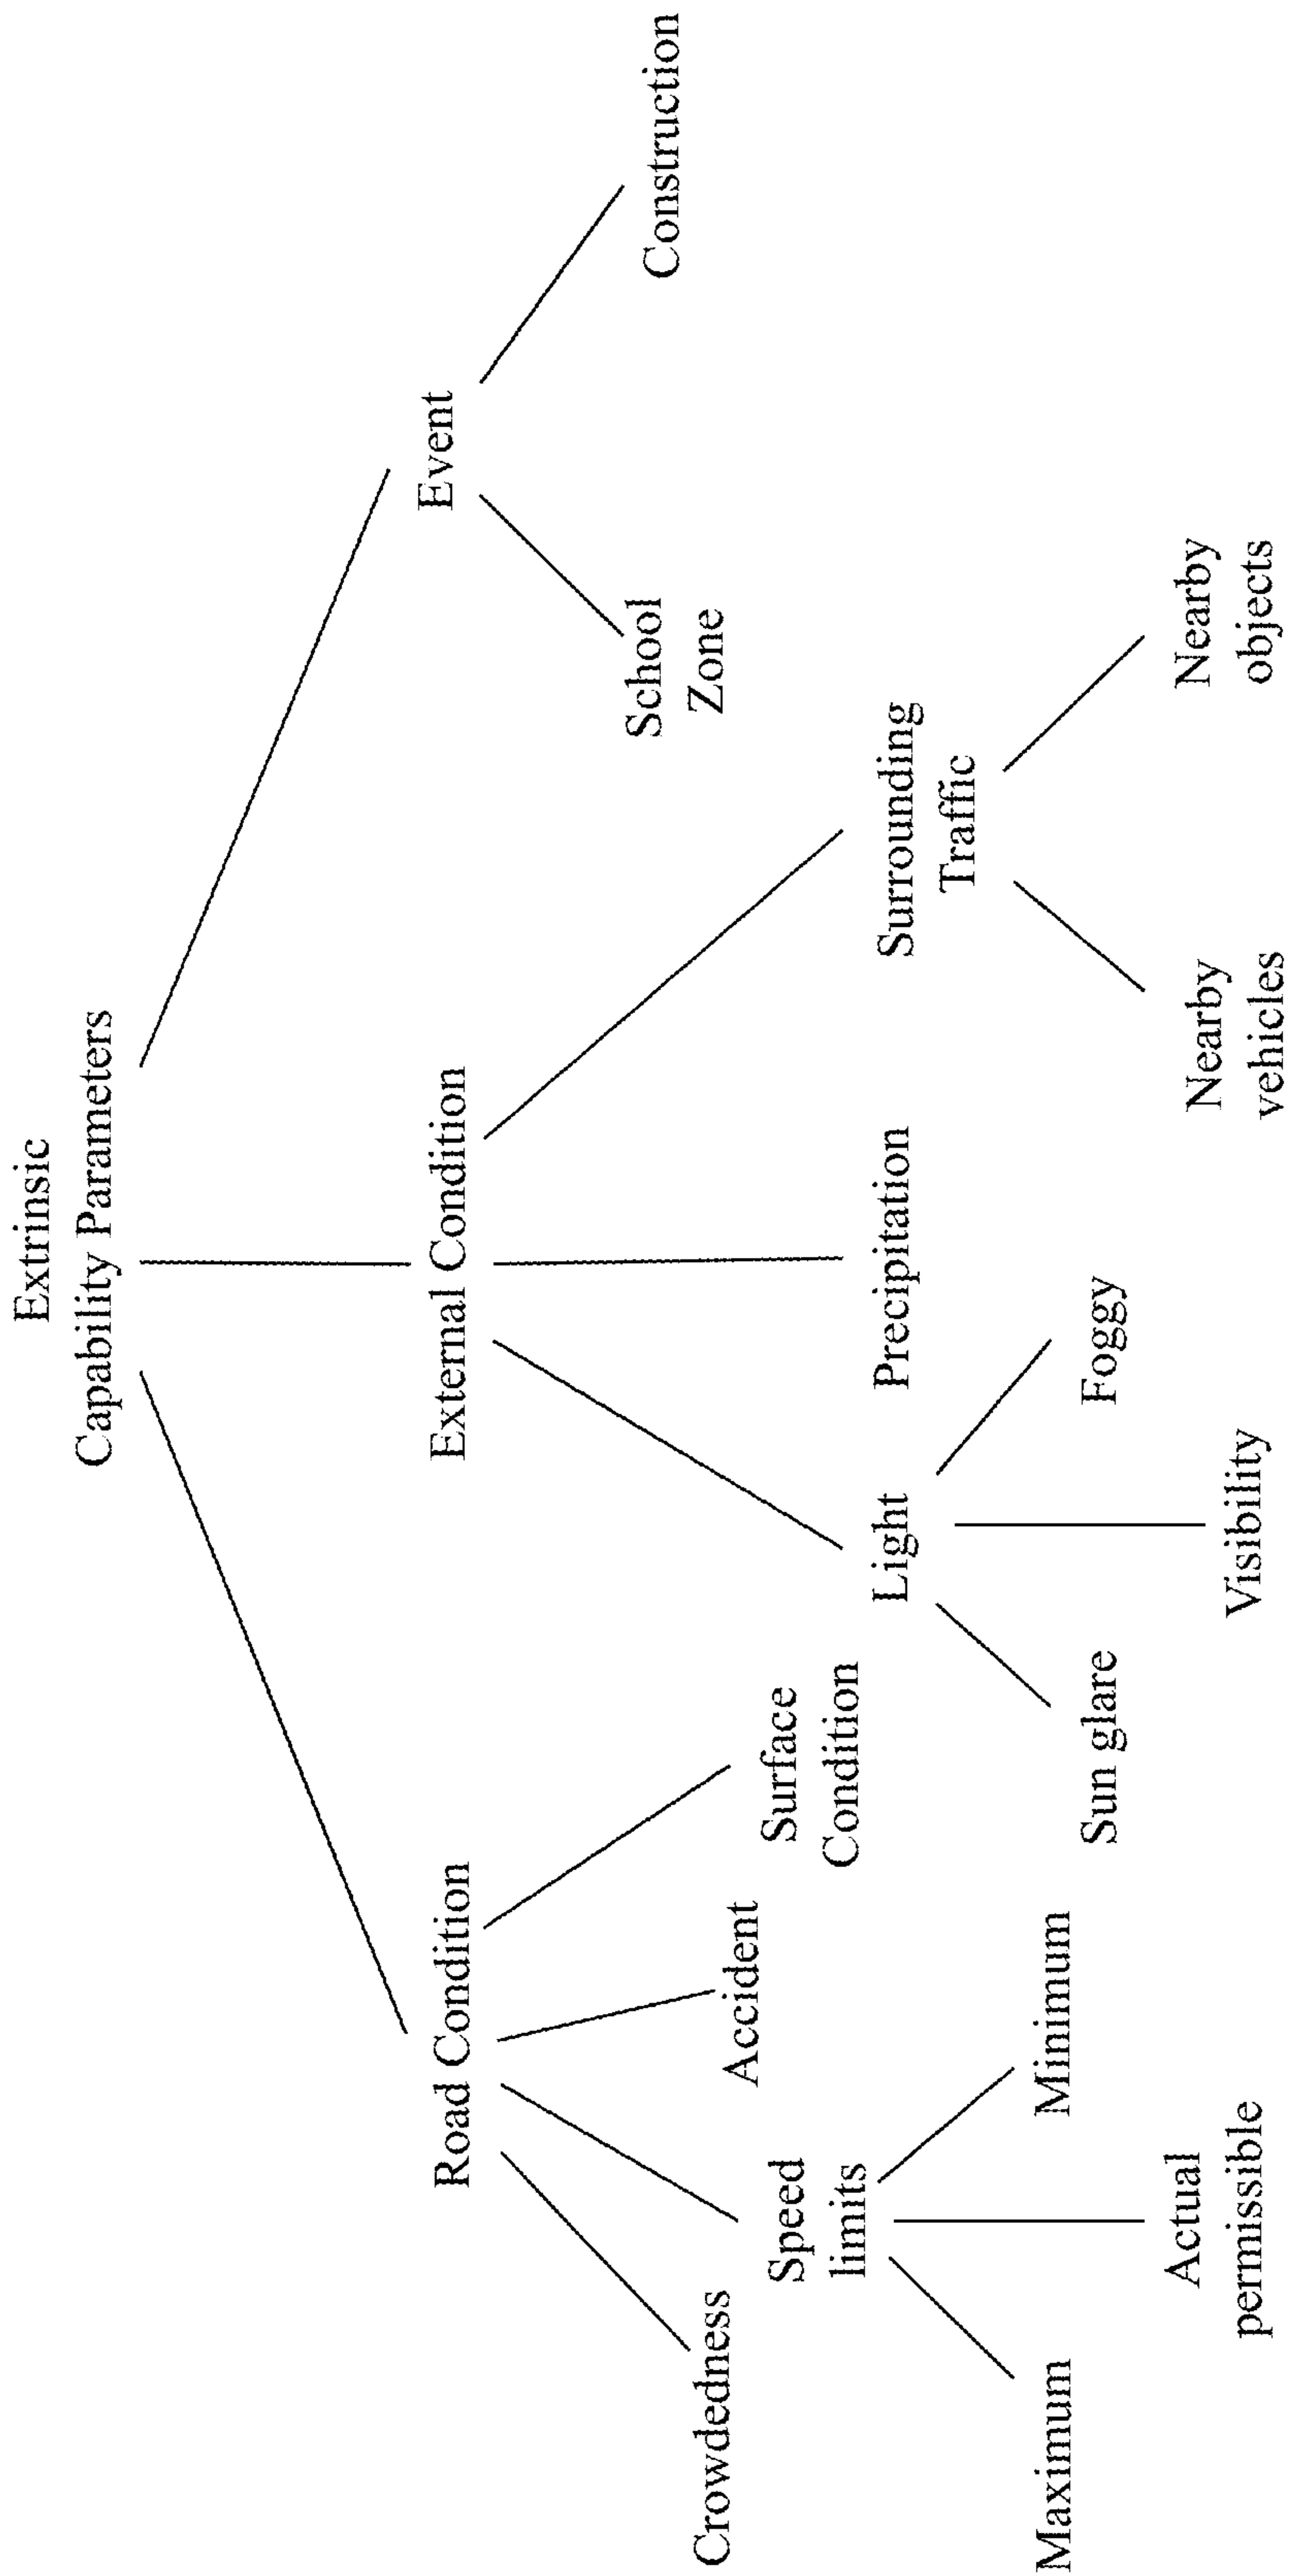 Extrinsic
Capability Parameters
Road Condition
External Condition
Event
Crowdedness
Speed
limits
Accident
Surface
Condition
Light
Precipitation
Surrounding
Traffic
School
Zone
Construction
Maximum
Actual
permissible
Minimum
Sun glare
Visibility
Foggy
Nearby
vehicles
Nearby
objects